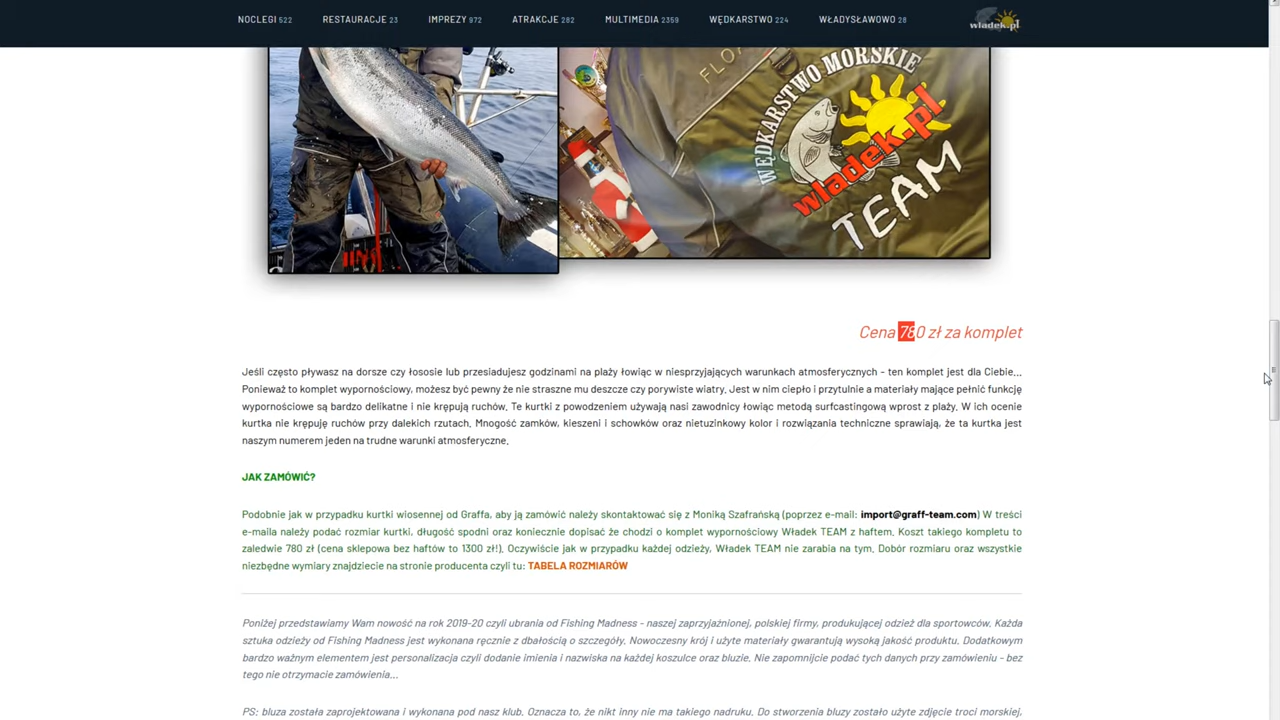 NOCLEGI 522 RESTAURACJE 23 IMPREZY 972 ATRAKCJE 282 MULTIMEDIA 2359 WĘDKARSTWO 224 WŁADYSŁAWOWO 28 władek.pl
WĘDKARSTWO MORSKIE
władek.pl
TEAM
Cena 780 zł za komplet
Jeśli często pływasz na dorsze czy łososie lub przesiadujesz godzinami na plaży łowiąc w niesprzyjających warunkach atmosferycznych - ten komplet jest dla Ciebie...
Ponieważ to komplet wypornościowy, możesz być pewny że nie straszne mu deszcze czy porywiste wiatry. Jest w nim ciepło i przytulnie a materiały mające pełnić funkcję
wypornościowe są bardzo delikatne i nie krępują ruchów. Te kurtki z powodzeniem używają nasi zawodnicy łowiąc metodą surfcastingową wprost z plaży. W ich ocenie
kurtka nie krępuję ruchów przy dalekich rzutach. Mnogość zamków, kieszeni i schowków oraz nietuzinkowy kolor i rozwiązania techniczne sprawiają, że ta kurtka jest
naszym numerem jeden na trudne warunki atmosferyczne.
JAK ZAMÓWIĆ?
Podobnie jak w przypadku kurtki wiosennej od Graffa, aby ją zamówić należy skontaktować się z Moniką Szafrańską (poprzez e-mail: import@graff-team.com) W treści
e-maila należy podać rozmiar kurtki, długość spodni oraz koniecznie dopisać że chodzi o komplet wypornościowy Władek TEAM z haftem. Koszt takiego kompletu to
zaledwie 780 zł (cena sklepowa bez haftów to 1300 zł!). Oczywiście jak w przypadku każdej odzieży, Władek TEAM nie zarabia na tym. Dobór rozmiaru oraz wszystkie
niezbędne wymiary znajdziecie na stronie producenta czyli tu: TABELA ROZMIARÓW
Poniżej przedstawiamy Wam nowość na rok 2019-20 czyli ubrania od Fishing Madness - naszej zaprzyjaźnionej, polskiej firmy, produkującej odzież dla sportowców. Każda
sztuka odzieży od Fishing Madness jest wykonana ręcznie z dbałością o szczegóły. Nowoczesny krój i użyte materiały gwarantują wysoką jakość produktu. Dodatkowym
bardzo ważnym elementem jest personalizacja czyli dodanie imienia i nazwiska na każdej koszulce oraz bluzie. Nie zapomnijcie podać tych danych przy zamówieniu - bez
tego nie otrzymacie zamówienia...
PS: bluza została zaprojektowana i wykonana pod nasz klub. Oznacza to, że nikt inny nie ma takiego nadruku. Do stworzenia bluzy zostało użyte zdjęcie troci morskiej,